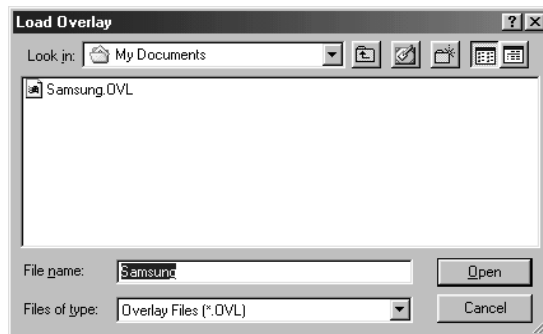 Load Overlay
Look in: My Documents
Samsung.OVL
File name: Samsung Open
Files of type: Overlay Files (*.OVL) Cancel